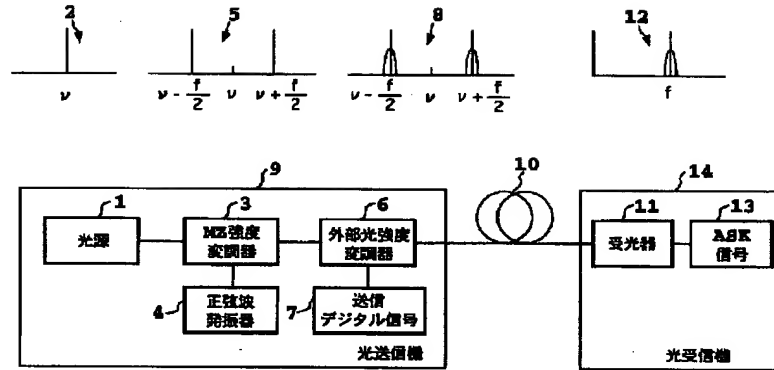 2
5
8
12
ν
ν - f/2 ν ν + f/2
ν - f/2 ν ν + f/2
f
9
10
14
1
光源
3
MZ強度
変調器
6
外部光強度
変調器
11
受光器
13
ASK
信号
4
正弦波
発振器
7
送信
デジタル信号
光送信機
光受信機